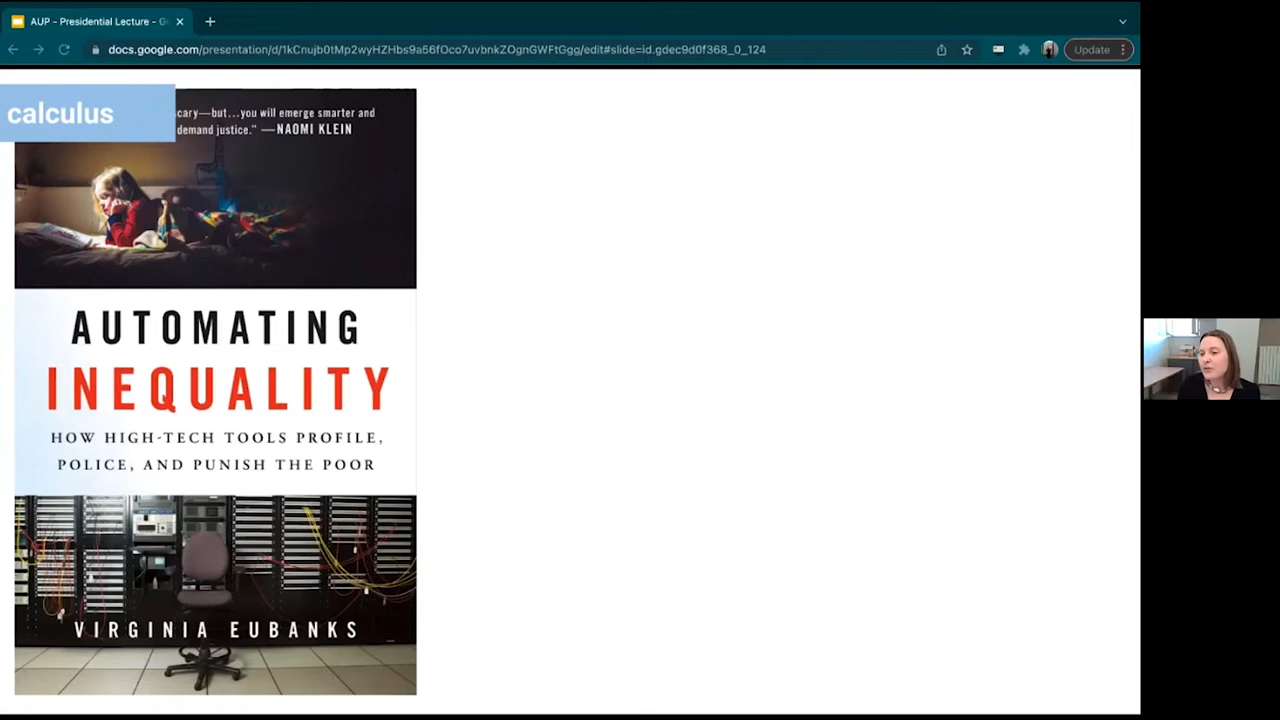 AUP - Presidential Lecture - G
docs.google.com/presentation/d/1kCnujb0tMp2wyHZHbs9a56fOco7uvbnkZOgnGWFtGgg/edit#slide=id.gdec9d0f368_0_124
Update
calculus
scary—but...you will emerge smarter and
demand justice." —NAOMI KLEIN
AUTOMATING
INEQUALITY
HOW HIGH-TECH TOOLS PROFILE,
POLICE, AND PUNISH THE POOR
VIRGINIA EUBANKS